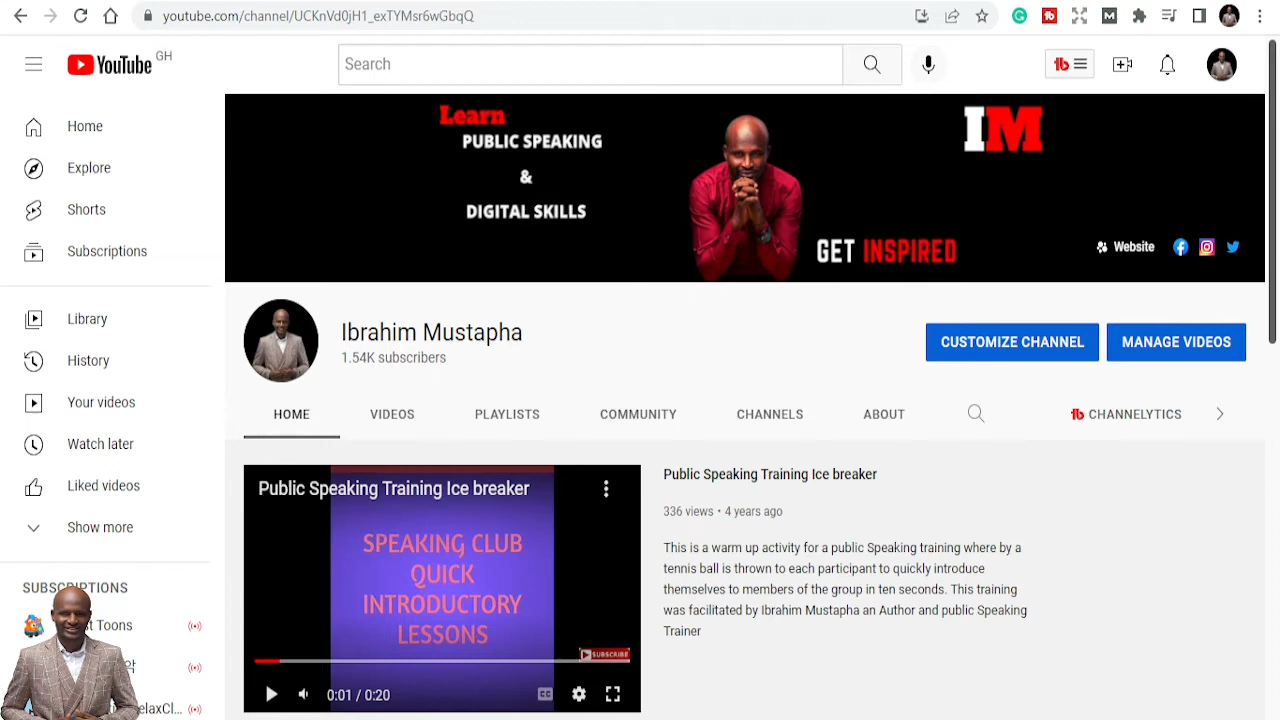 youtube.com/channel/UCKnVd0jH1_exTYMsr6wGbqQ
YouTube GH
Search
Home
Explore
Shorts
Subscriptions
Library
History
Your videos
Watch later
Liked videos
Show more
SUBSCRIPTIONS
Toons
Learn
PUBLIC SPEAKING
&
DIGITAL SKILLS
IM
GET INSPIRED
Website
Ibrahim Mustapha
1.54K subscribers
CUSTOMIZE CHANNEL
MANAGE VIDEOS
HOME VIDEOS PLAYLISTS COMMUNITY CHANNELS ABOUT CHANNELYTICS
Public Speaking Training Ice breaker
SPEAKING CLUB
QUICK
INTRODUCTORY
LESSONS
SUBSCRIBE
0:01 / 0:20
CC
Public Speaking Training Ice breaker
336 views • 4 years ago
This is a warm up activity for a public Speaking training where by a
tennis ball is thrown to each participant to quickly introduce
themselves to members of the group in ten seconds. This training
was facilitated by Ibrahim Mustapha an Author and public Speaking
Trainer